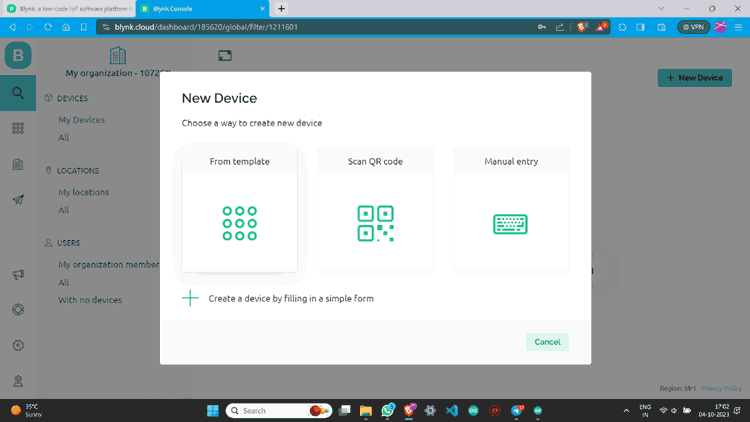 Blynk: a low-code IoT software platform
Blynk.Console
blynk.cloud/dashboard/185620/global/filter/1211601
VPN
B
My organization - 1072
New Device
DEVICES
My Devices
All
LOCATIONS
My locations
All
USERS
My organization member
All
With no devices
New Device
Choose a way to create new device
From template
Scan QR code
Manual entry
Create a device by filling in a simple form
Cancel
Region: blr1
Privacy Policy
35°C
Sunny
Search
ENG
IN
17:02
04-10-2023